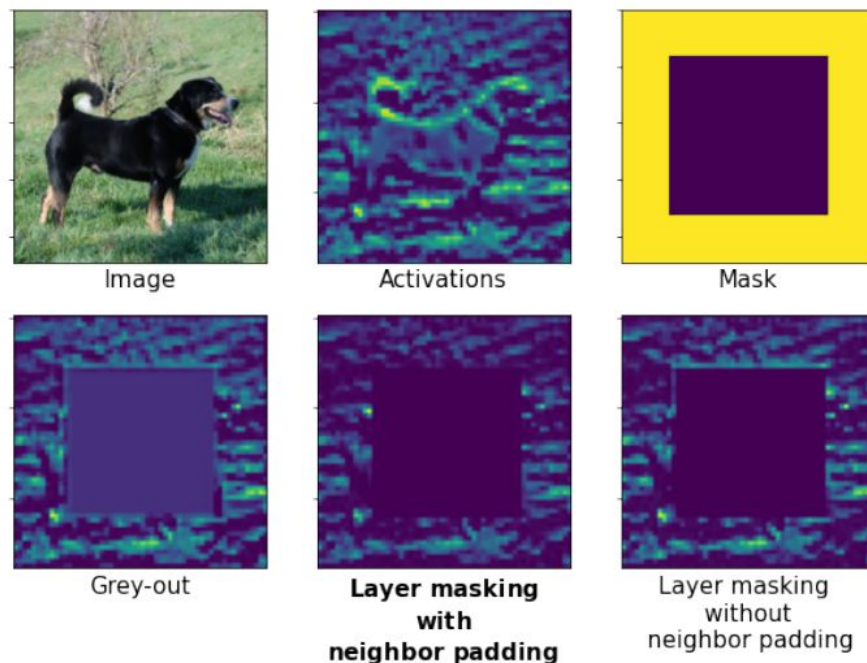 Image
Activations
Mask
Grey-out
Layer masking
with
neighbor padding
Layer masking
without
neighbor padding